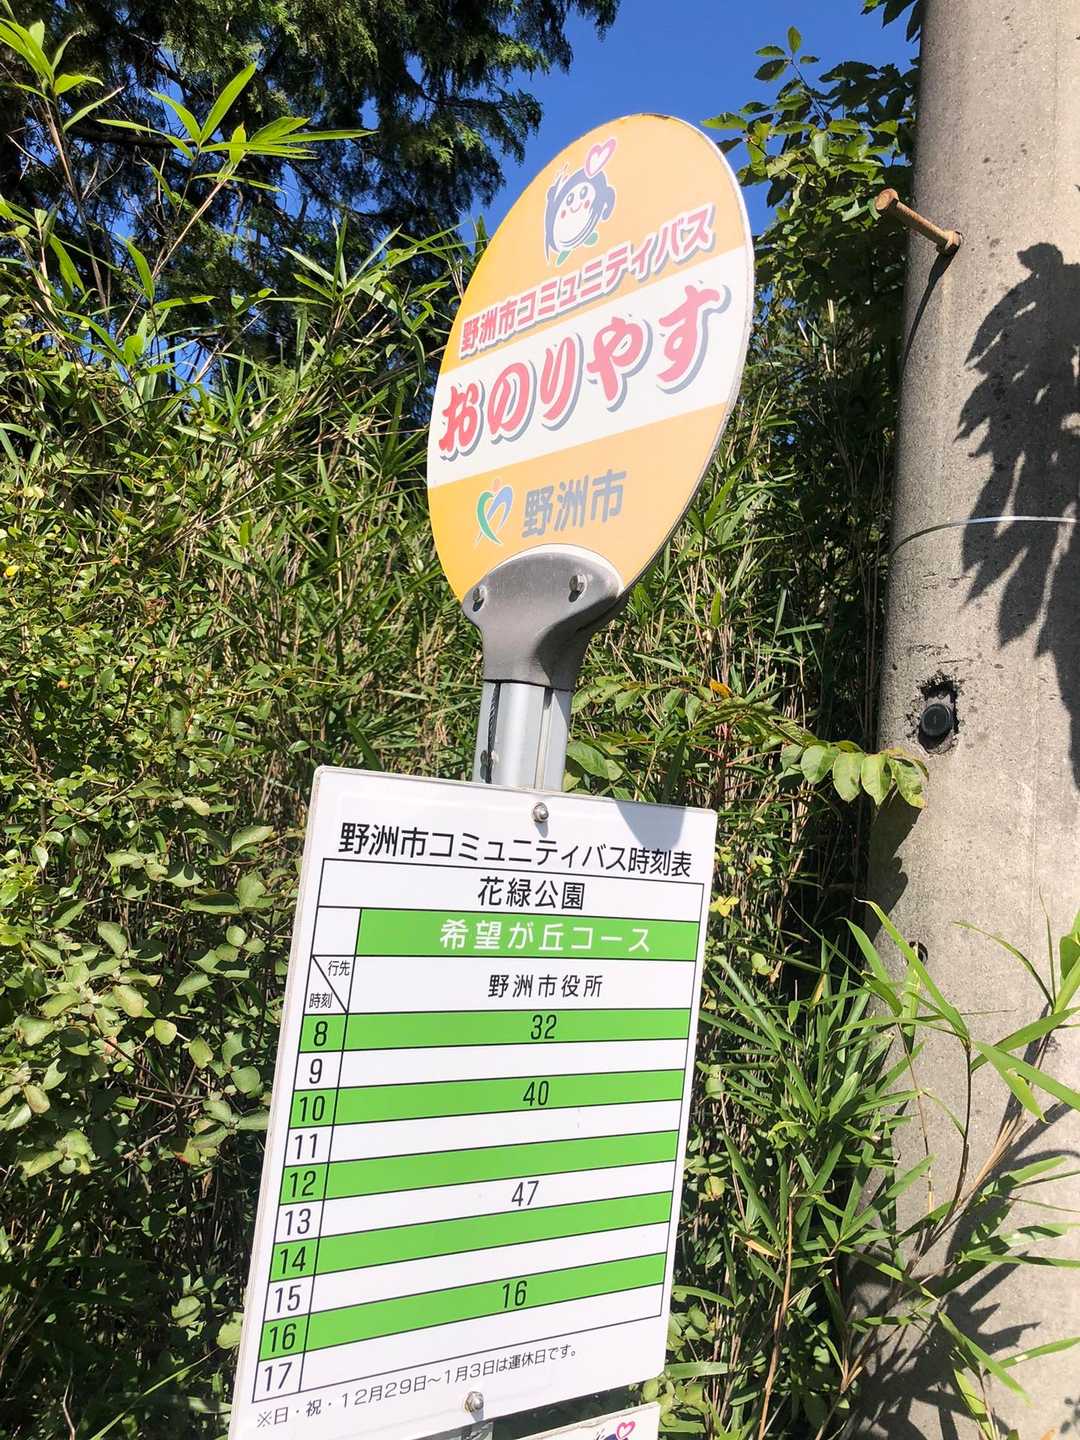 野洲市コミュニティバス
おのりやす
野洲市
野洲市コミュニティバス時刻表
花緑公園
希望が丘コース
行先
時刻
野洲市役所
8 32
9
10 40
11
12
13 47
14
15
16 16
17
※日・祝・12月29日～1月3日は運休日です。